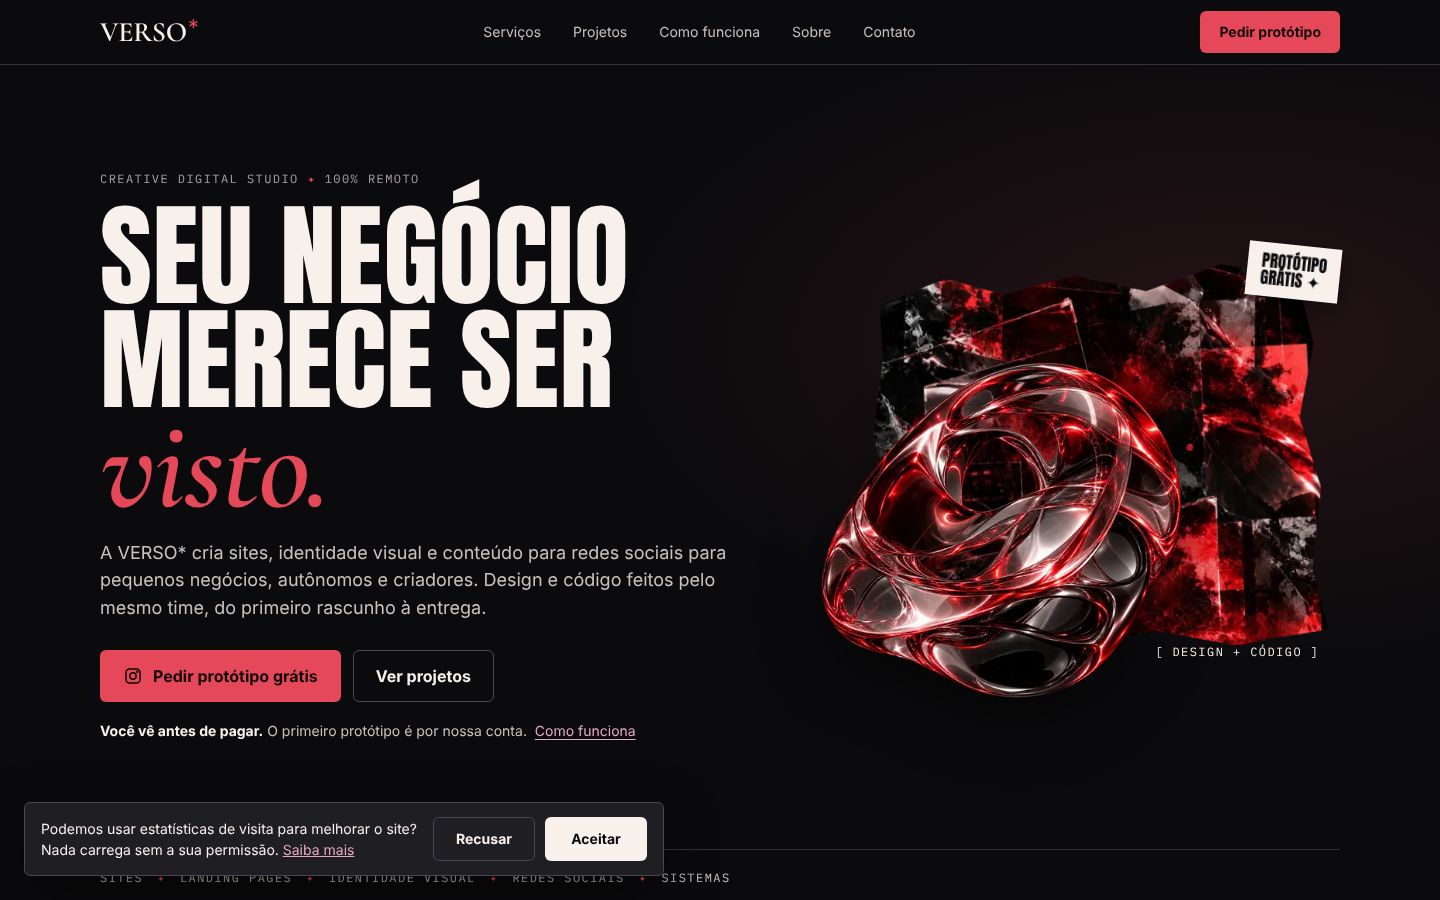 VERSO*
Serviços
Projetos
Como funciona
Sobre
Contato
Pedir protótipo
CREATIVE DIGITAL STUDIO ✦ 100% REMOTO
SEU NEGÓCIO
MERECE SER
visto.
A VERSO* cria sites, identidade visual e conteúdo para redes sociais para
pequenos negócios, autônomos e criadores. Design e código feitos pelo
mesmo time, do primeiro rascunho à entrega.
Pedir protótipo grátis
Ver projetos
Você vê antes de pagar. O primeiro protótipo é por nossa conta. Como funciona
PROTÓTIPO
GRÁTIS ✦
[ DESIGN + CÓDIGO ]
Podemos usar estatísticas de visita para melhorar o site?
Nada carrega sem a sua permissão. Saiba mais
Recusar
Aceitar
SITES ✦ LANDING PAGES ✦ IDENTIDADE VISUAL ✦ REDES SOCIAIS ✦ SISTEMAS